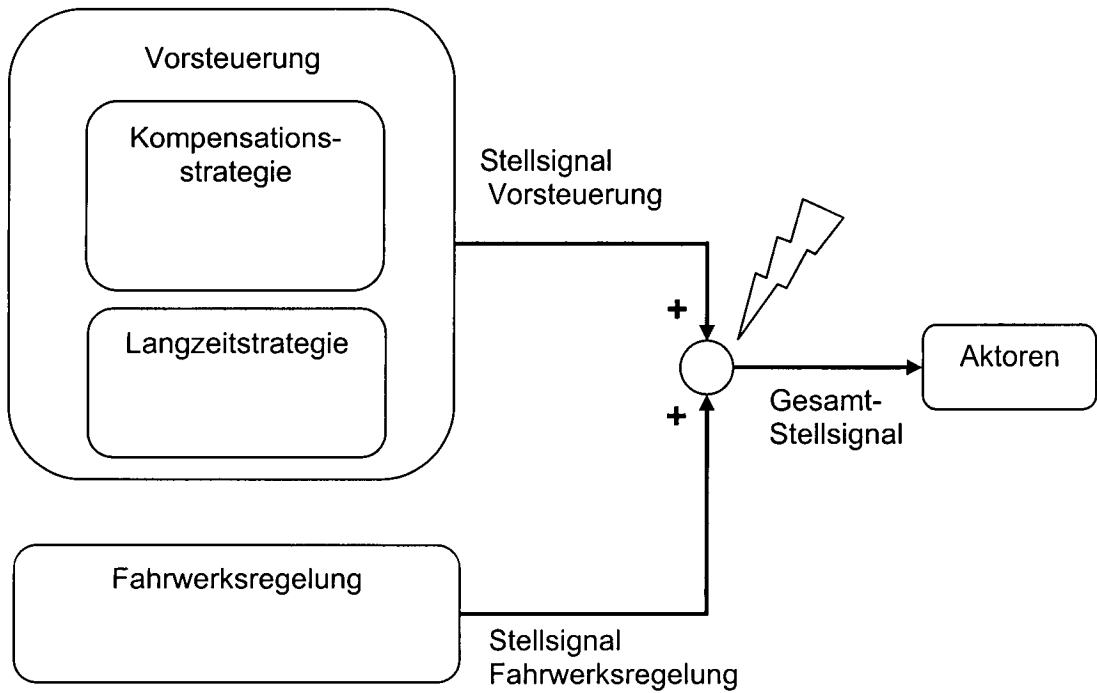 Vorsteuerung
Kompensations-
strategie
Langzeitstrategie
Stellsignal
Vorsteuerung
+
+
Gesamt-
Stellsignal
Aktoren
Fahrwerksregelung
Stellsignal
Fahrwerksregelung